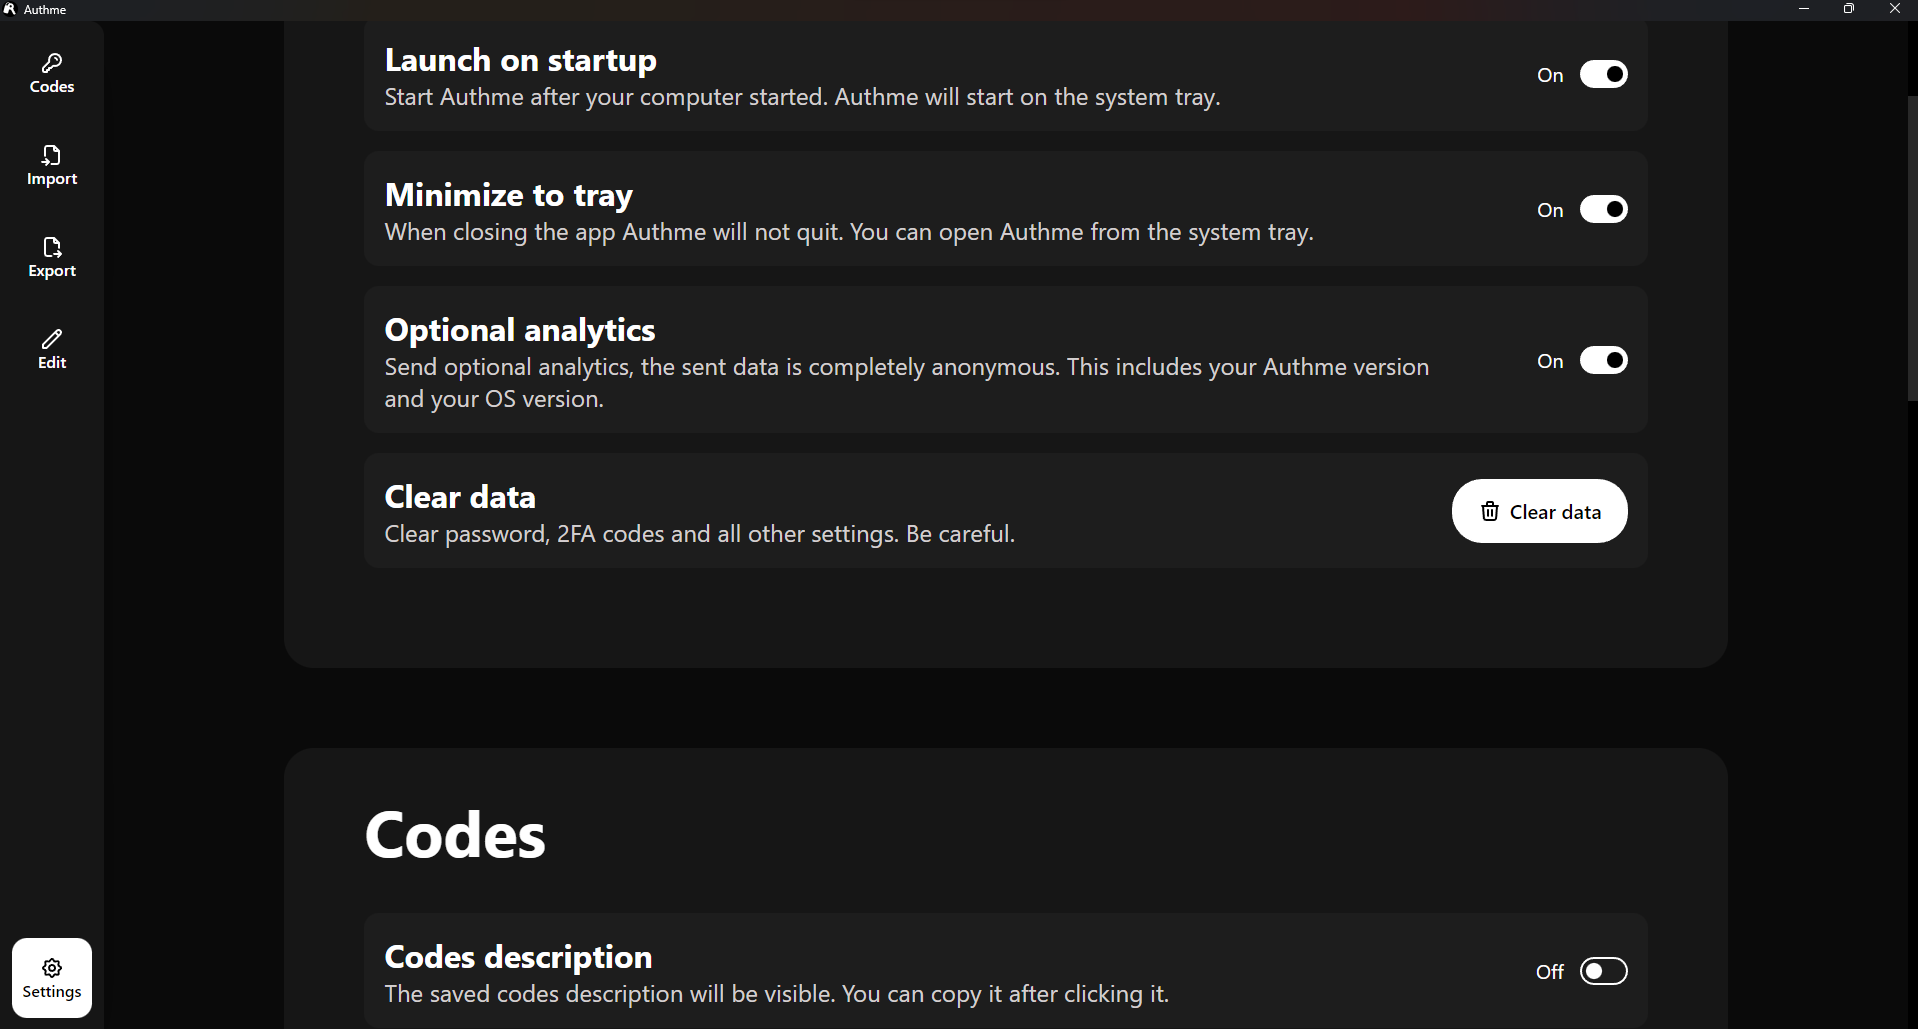 Authme
Codes
Import
Export
Edit
Settings
Launch on startup
Start Authme after your computer started. Authme will start on the system tray.
On
Minimize to tray
When closing the app Authme will not quit. You can open Authme from the system tray.
On
Optional analytics
Send optional analytics, the sent data is completely anonymous. This includes your Authme version
and your OS version.
On
Clear data
Clear password, 2FA codes and all other settings. Be careful.
Clear data
Codes
Codes description
The saved codes description will be visible. You can copy it after clicking it.
Off